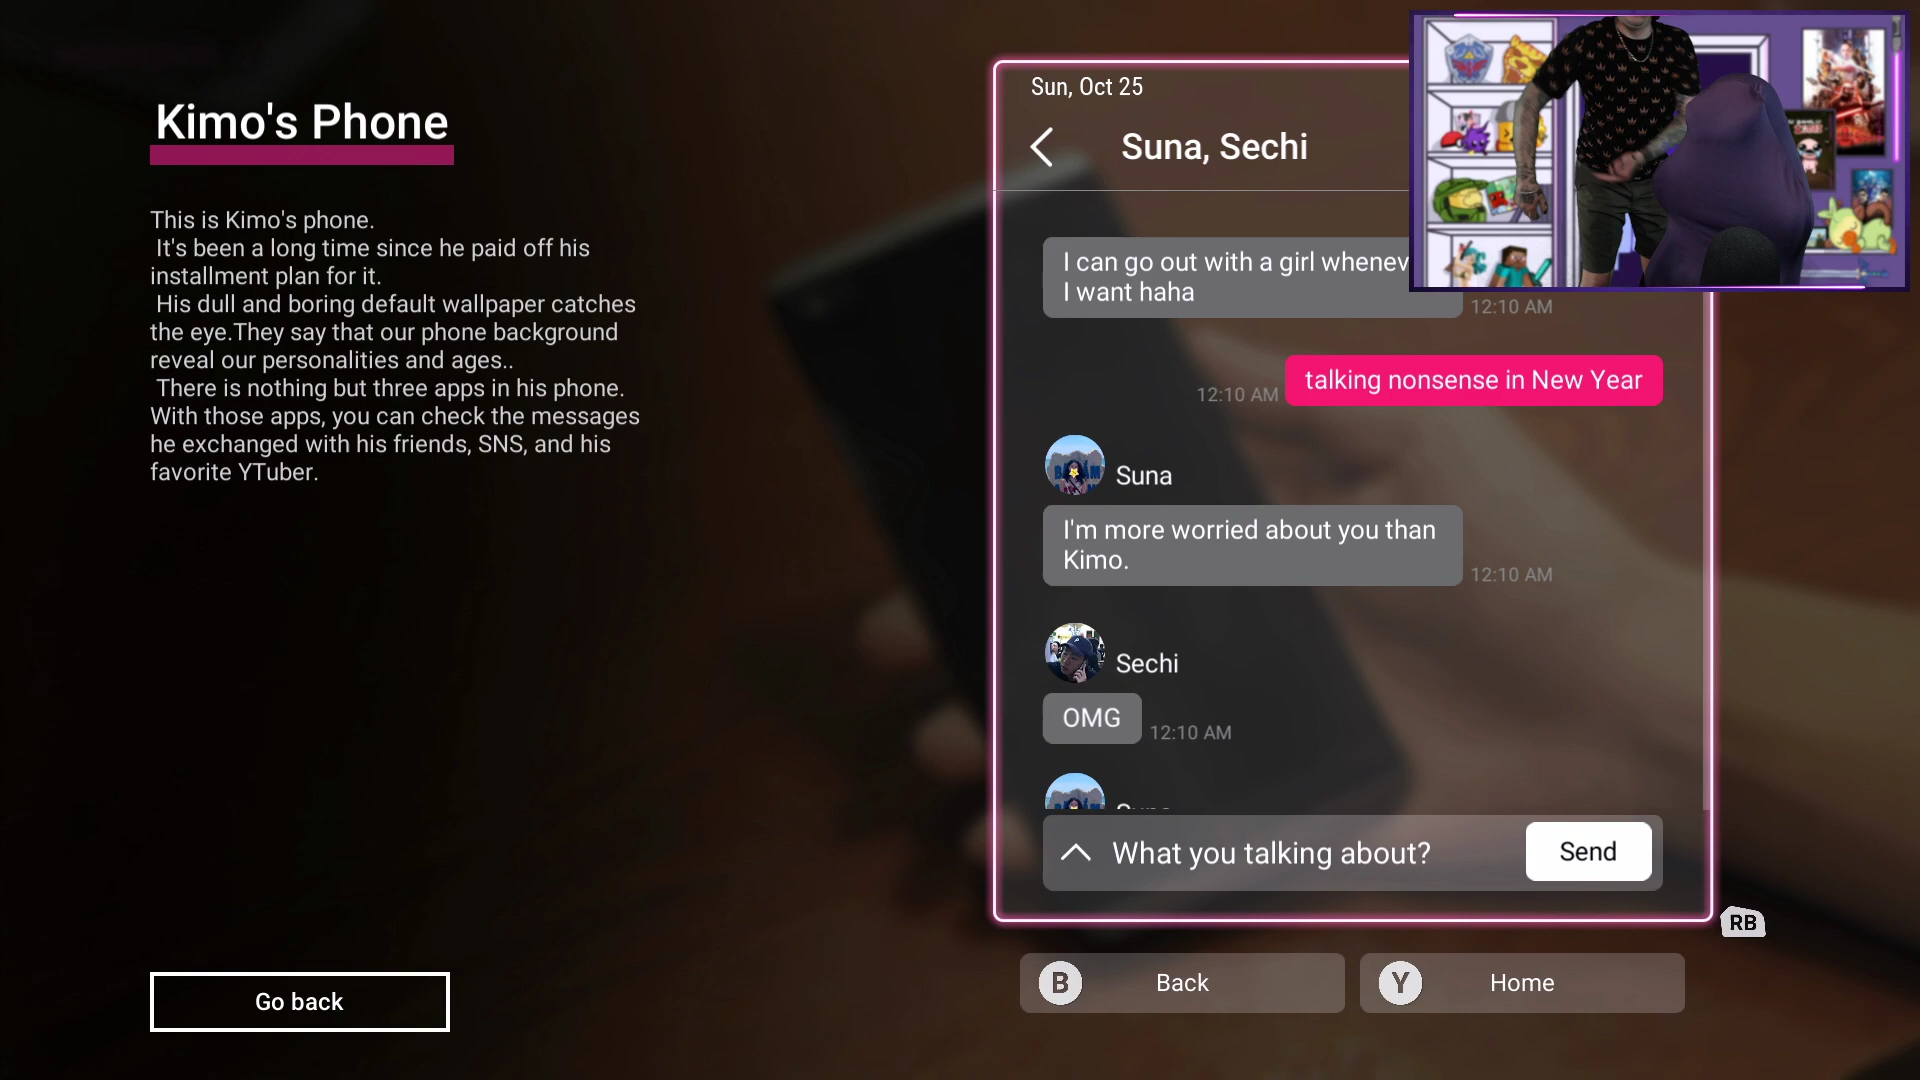 Kimo's Phone
This is Kimo's phone.
It's been a long time since he paid off his
installment plan for it.
His dull and boring default wallpaper catches
the eye.They say that our phone background
reveal our personalities and ages..
There is nothing but three apps in his phone.
With those apps, you can check the messages
he exchanged with his friends, SNS, and his
favorite YTuber.
Go back
Sun, Oct 25
Suna, Sechi
I can go out with a girl whenev
I want haha
12:10 AM
talking nonsense in New Year
12:10 AM
Suna
I'm more worried about you than
Kimo.
12:10 AM
Sechi
OMG
12:10 AM
What you talking about?
Send
RB
B Back
Y Home